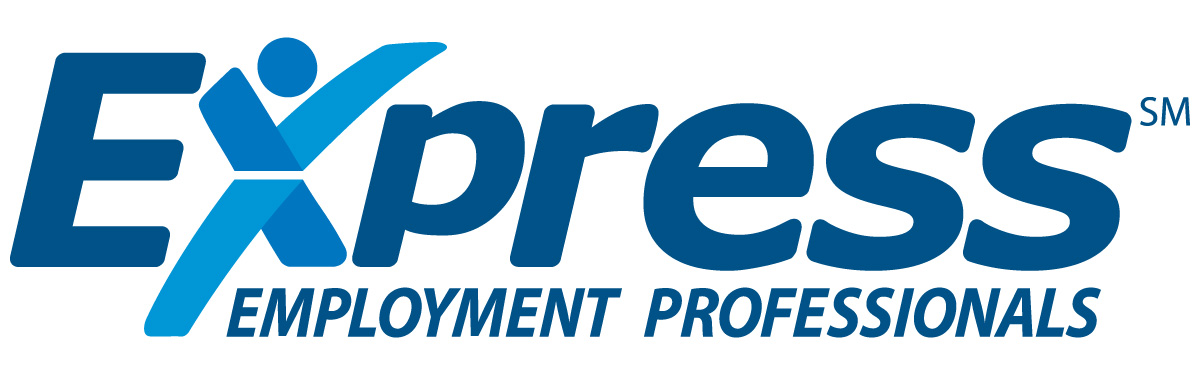 Express SM
EMPLOYMENT PROFESSIONALS